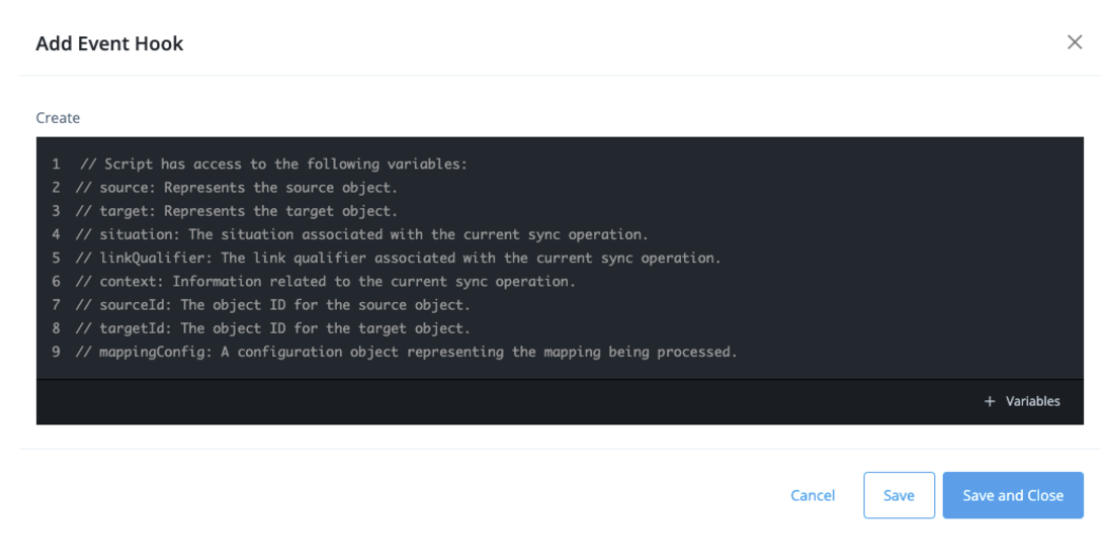 Add Event Hook
Create
1 // Script has access to the following variables:
2 // source: Represents the source object.
3 // target: Represents the target object.
4 // situation: The situation associated with the current sync operation.
5 // linkQualifier: The link qualifier associated with the current sync operation.
6 // context: Information related to the current sync operation.
7 // sourceId: The object ID for the source object.
8 // targetId: The object ID for the target object.
9 // mappingConfig: A configuration object representing the mapping being processed.
+ Variables
Cancel Save Save and Close